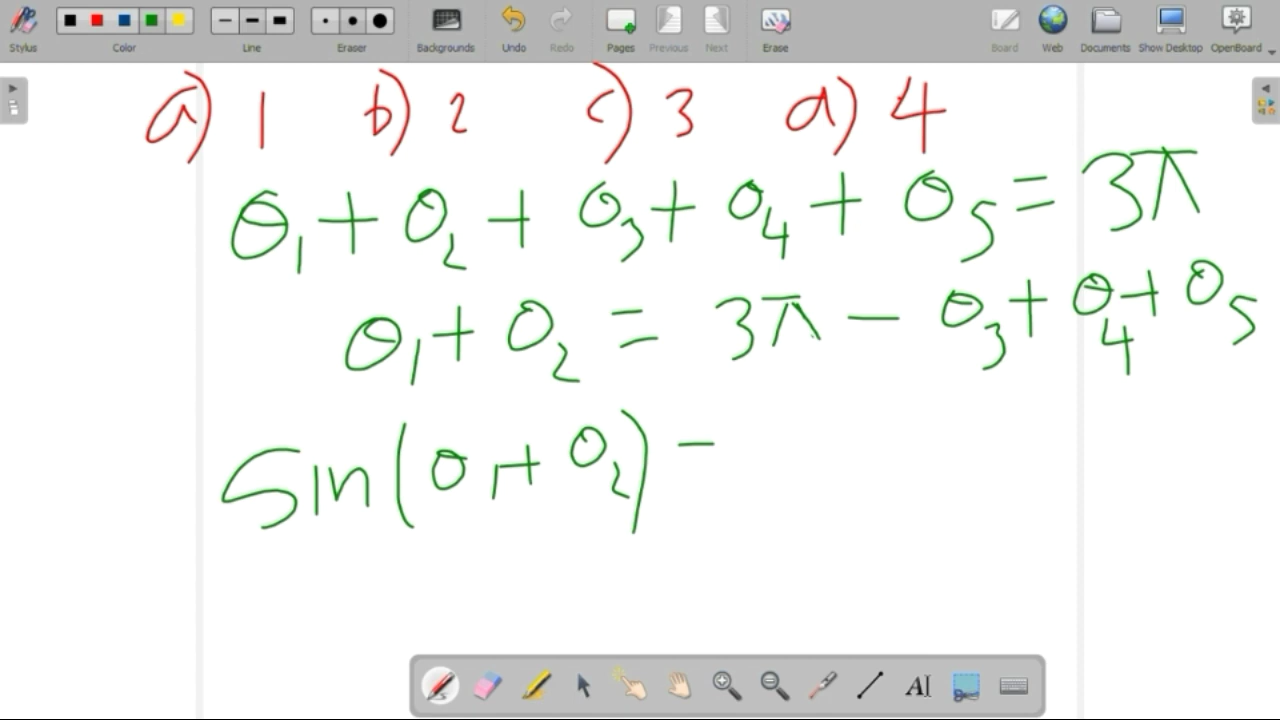 Stylus Color Line Eraser Backgrounds Undo Redo Pages Previous Next Erase Board Web Documents Show Desktop OpenBoard
a) 1 b) 2 c) 3 d) 4
θ₁ + θ₂ + θ₃ + θ₄ + θ₅ = 3π
θ₁ + θ₂ = 3π − θ₃ + θ₄ + θ₅
Sin(θ₁ + θ₂) −
AI